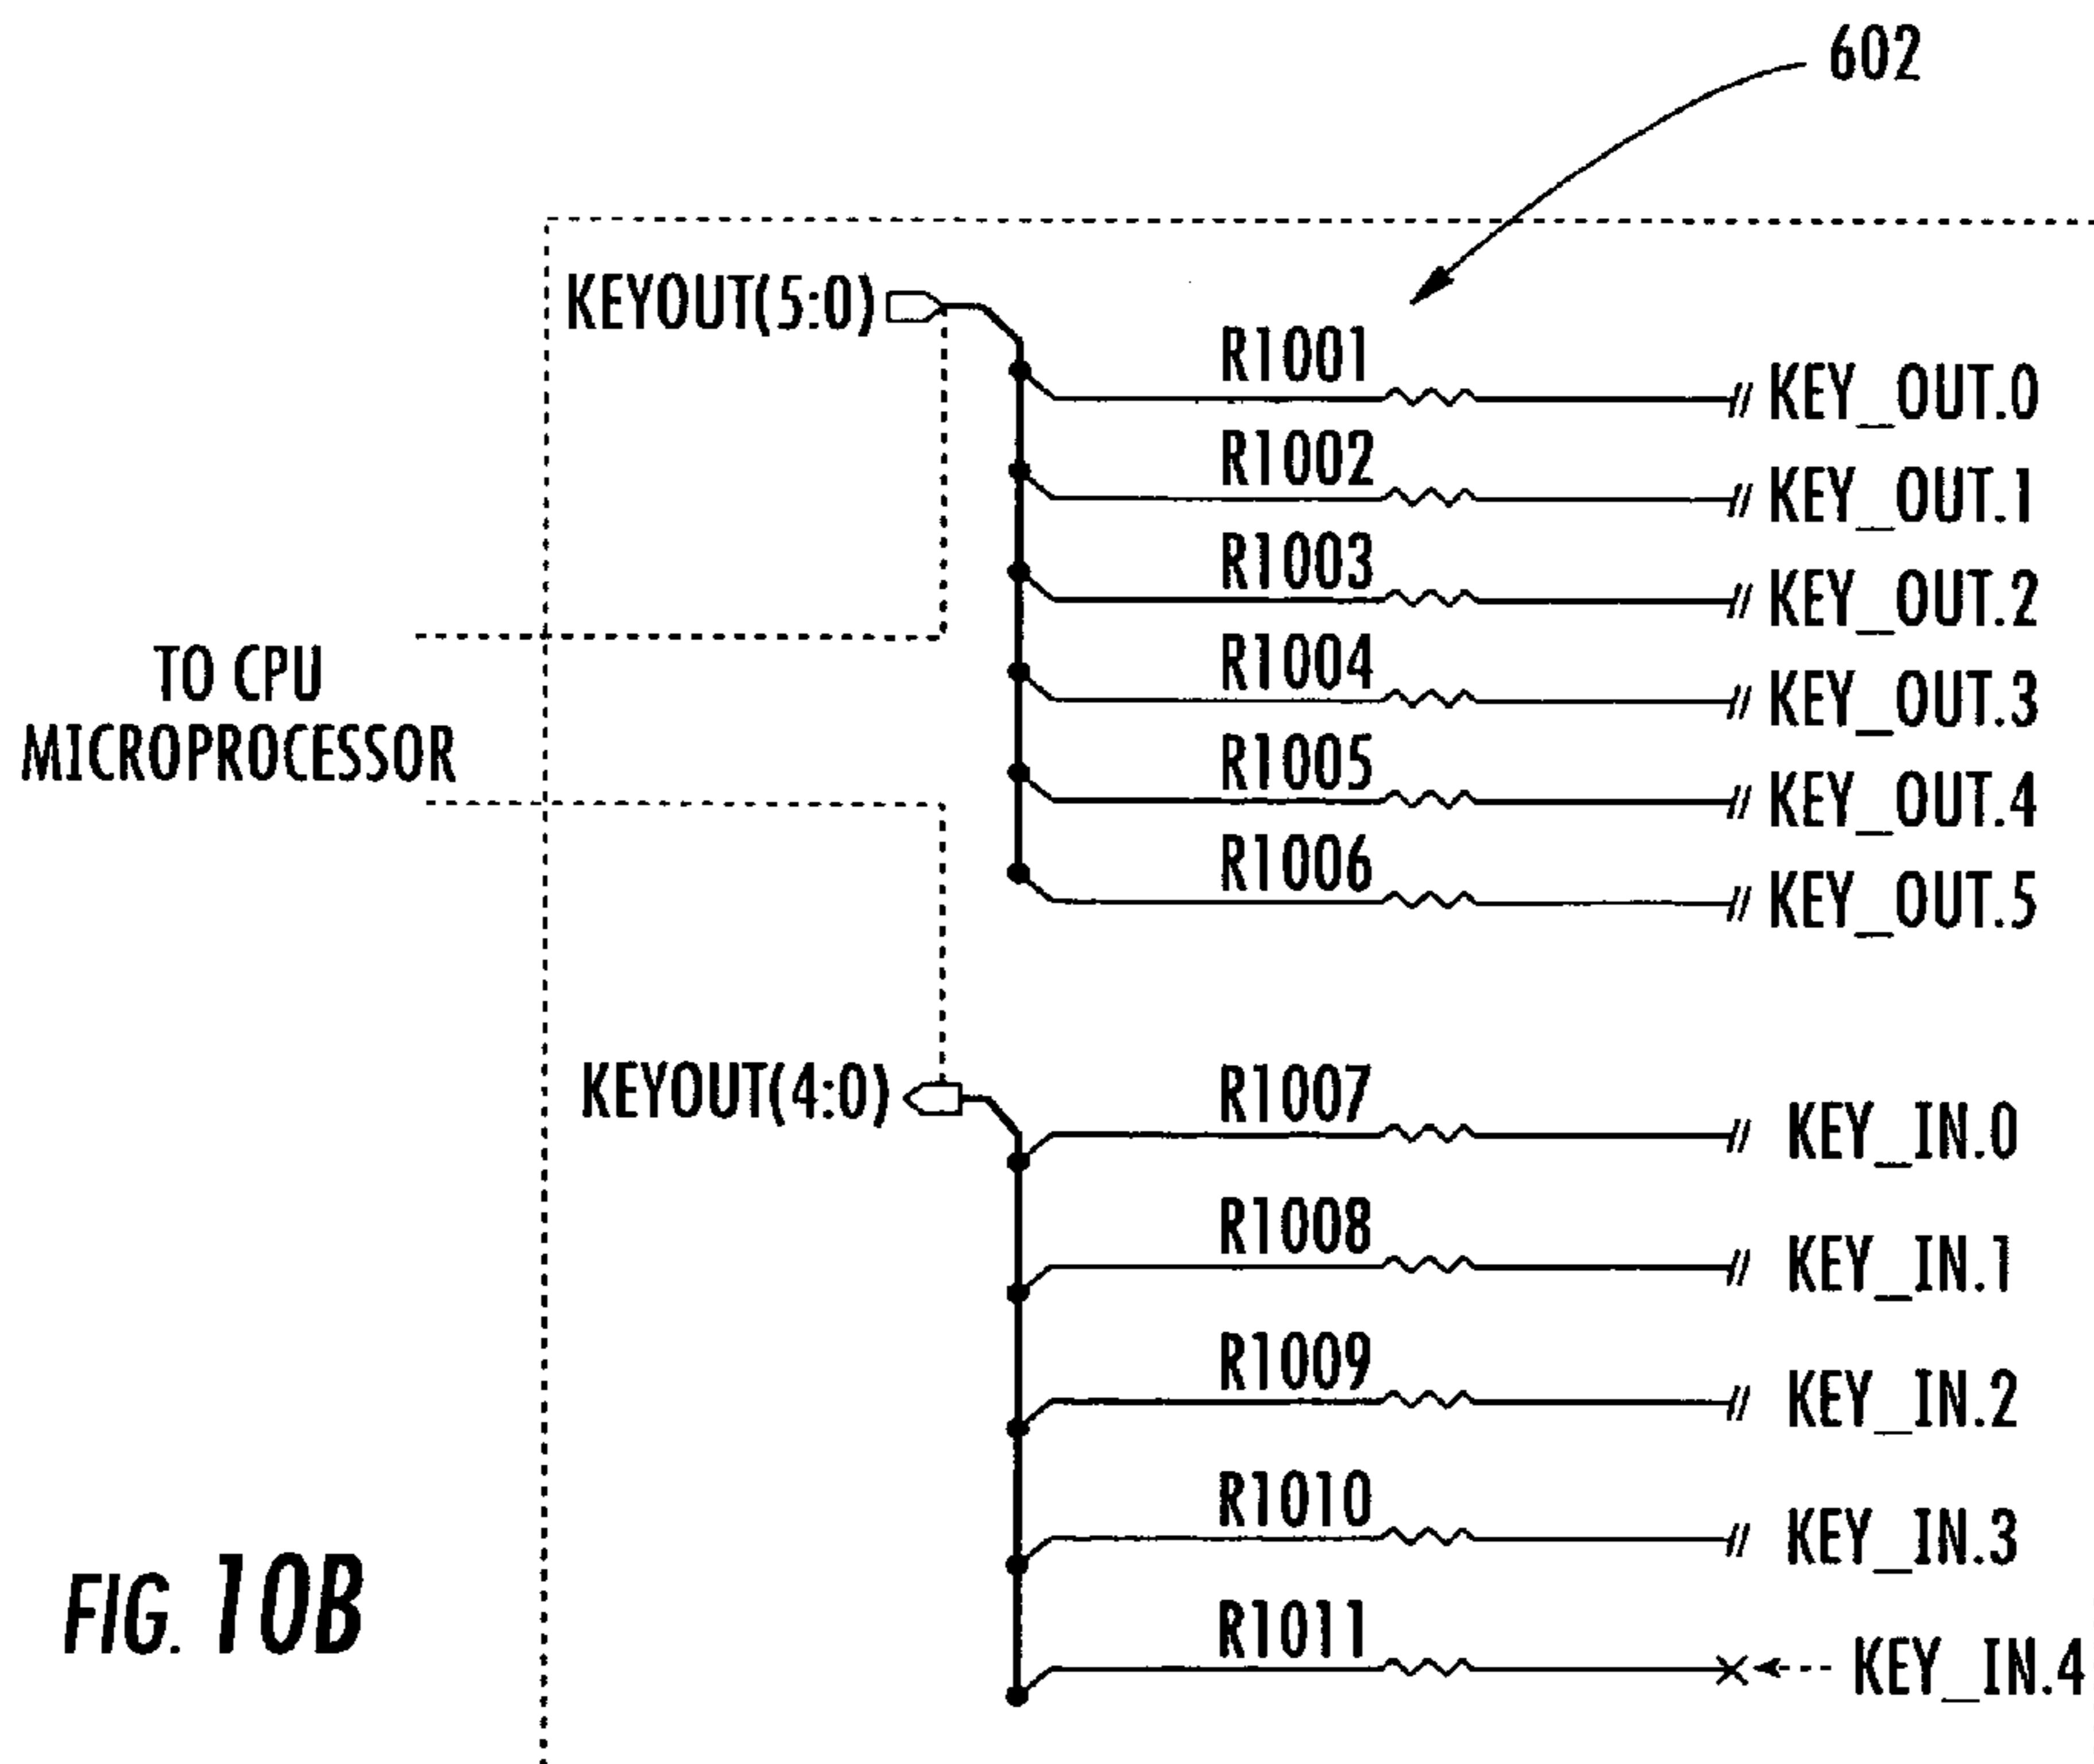 602
KEYOUT(5:0)
R1001
KEY_OUT.0
R1002
KEY_OUT.1
R1003
KEY_OUT.2
R1004
KEY_OUT.3
R1005
KEY_OUT.4
R1006
KEY_OUT.5
TO CPU
MICROPROCESSOR
KEYOUT(4:0)
R1007
KEY_IN.0
R1008
KEY_IN.1
R1009
KEY_IN.2
R1010
KEY_IN.3
R1011
KEY_IN.4
FIG. 10B